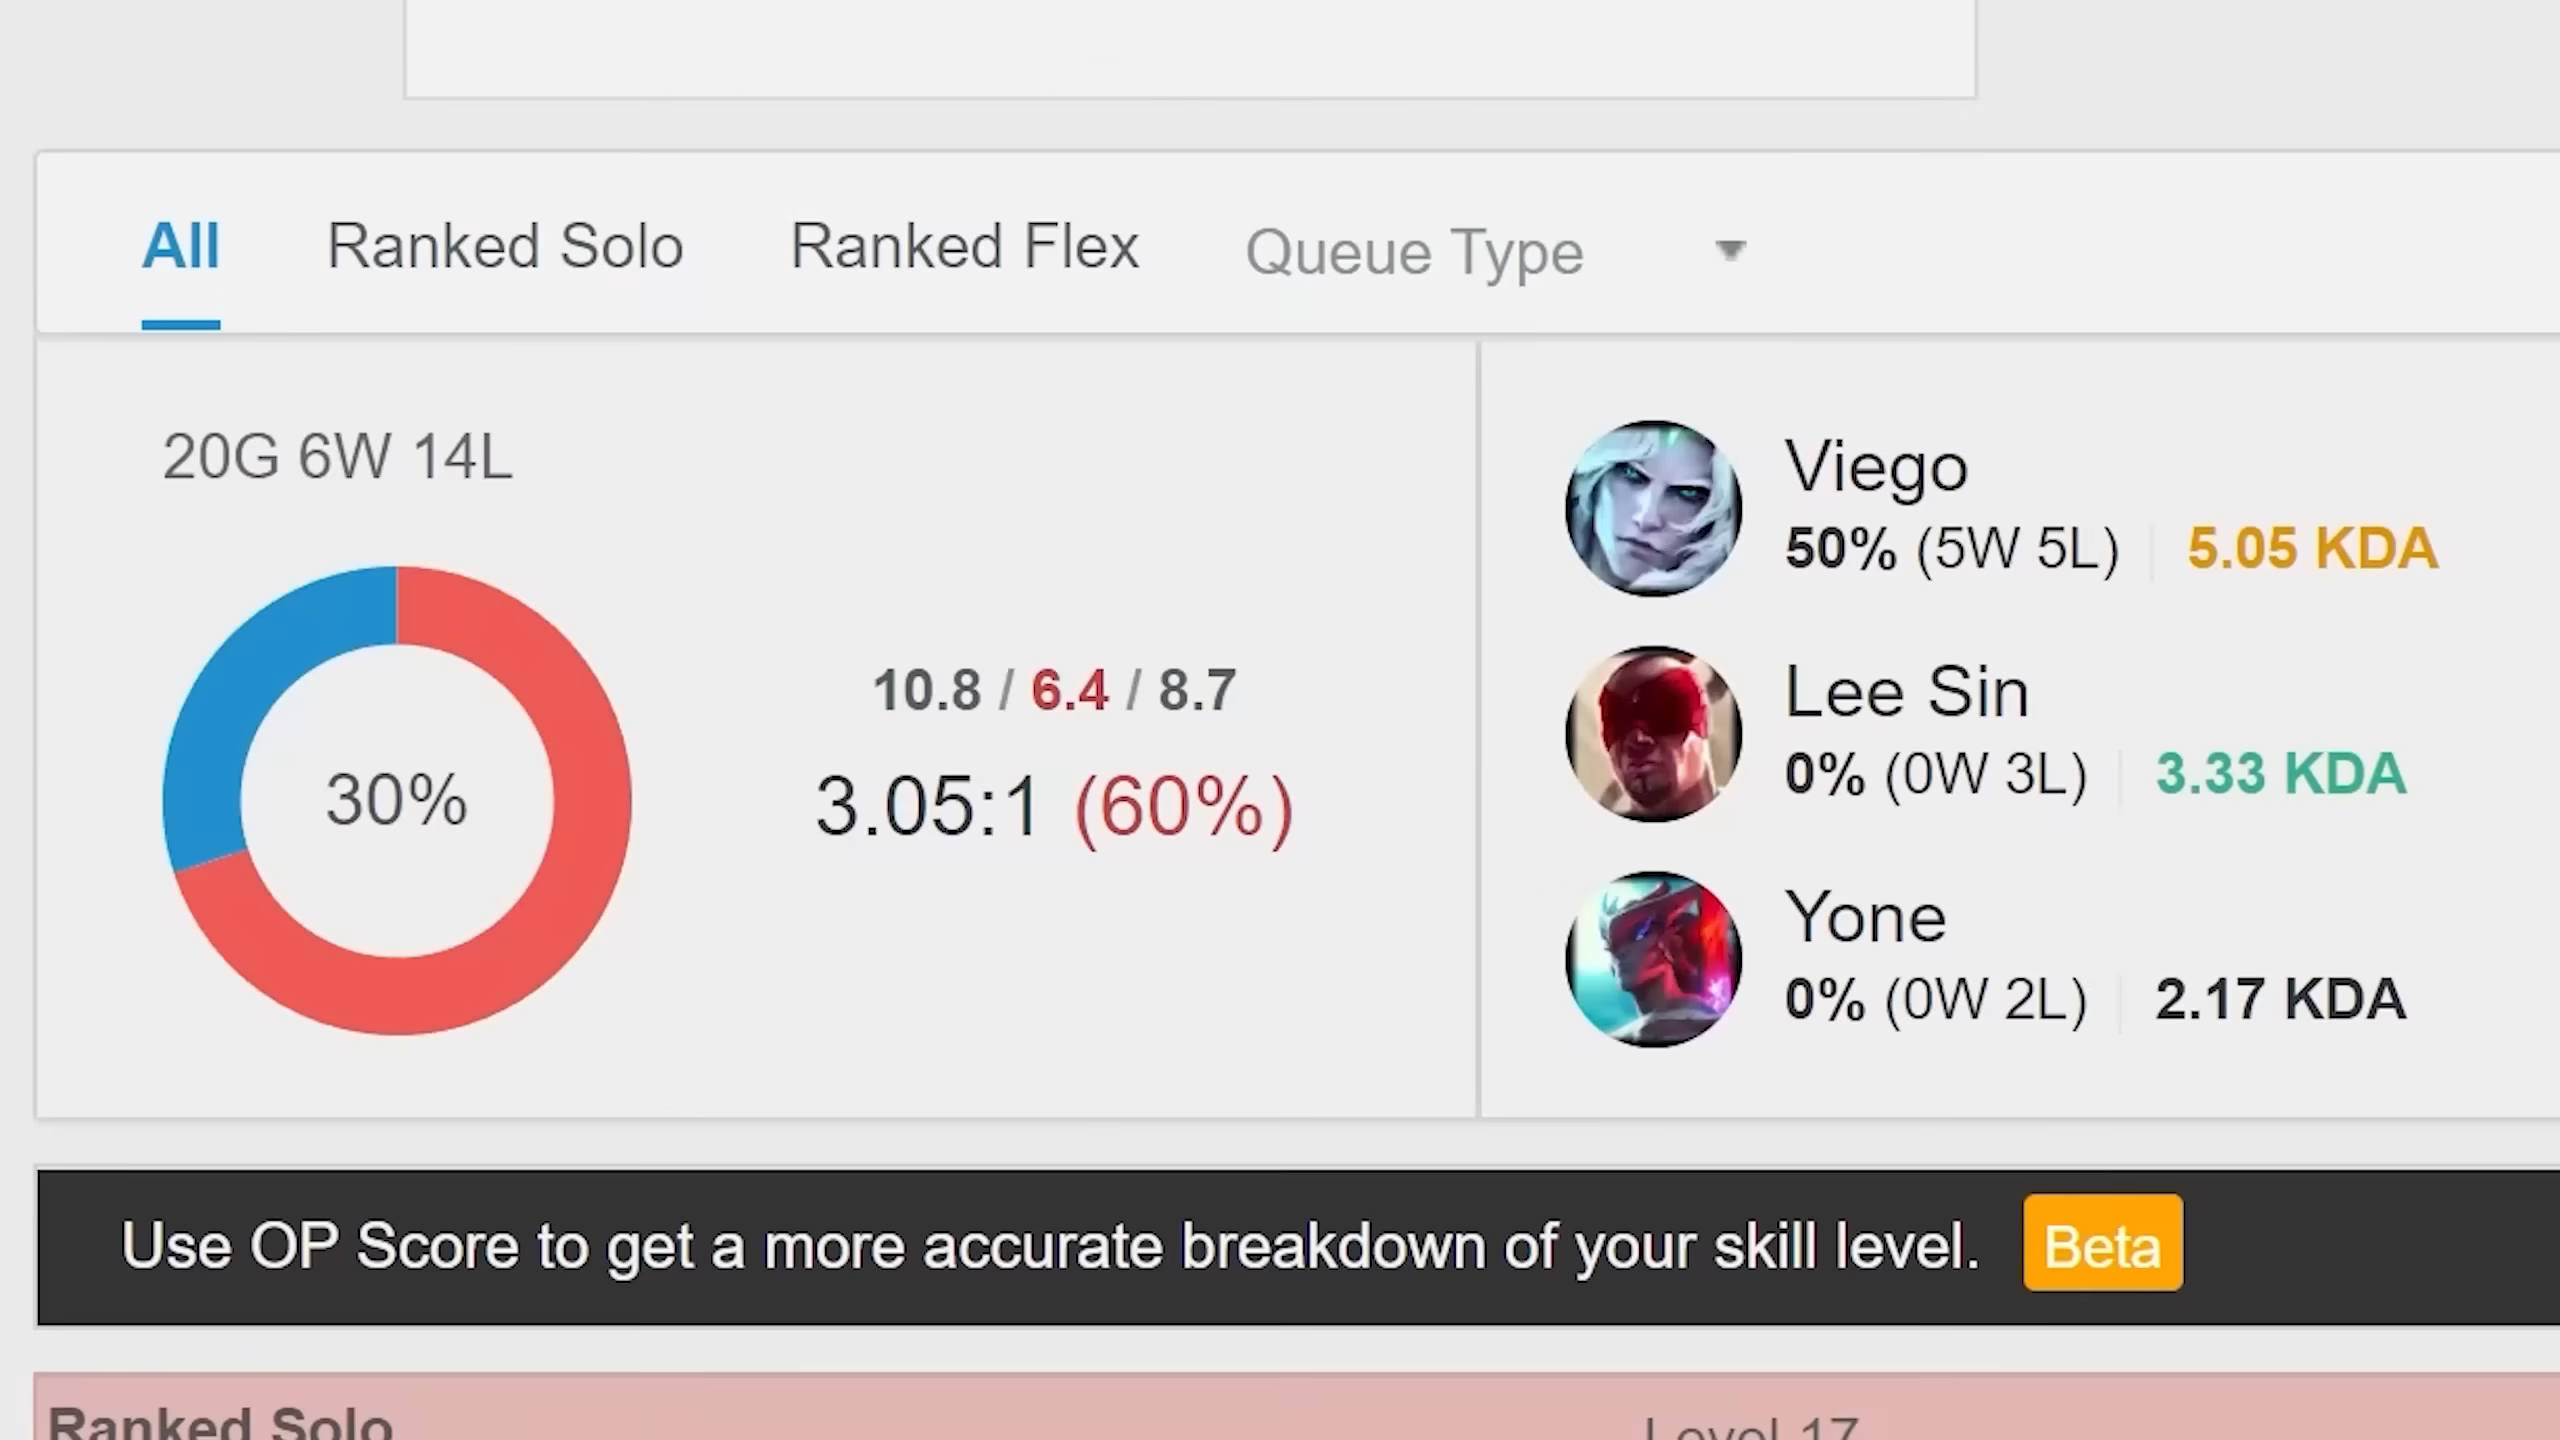 All Ranked Solo Ranked Flex Queue Type
20G 6W 14L
30%
10.8 / 6.4 / 8.7
3.05:1 (60%)
Viego
50% (5W 5L) 5.05 KDA
Lee Sin
0% (0W 3L) 3.33 KDA
Yone
0% (0W 2L) 2.17 KDA
Use OP Score to get a more accurate breakdown of your skill level. Beta
Ranked Solo Level 17